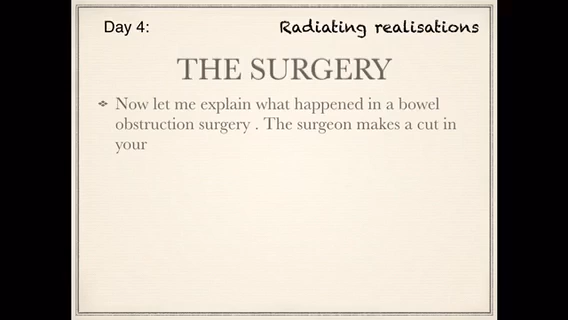 Day 4:
Radiating realisations
THE SURGERY
Now let me explain what happened in a bowel
obstruction surgery . The surgeon makes a cut in
your